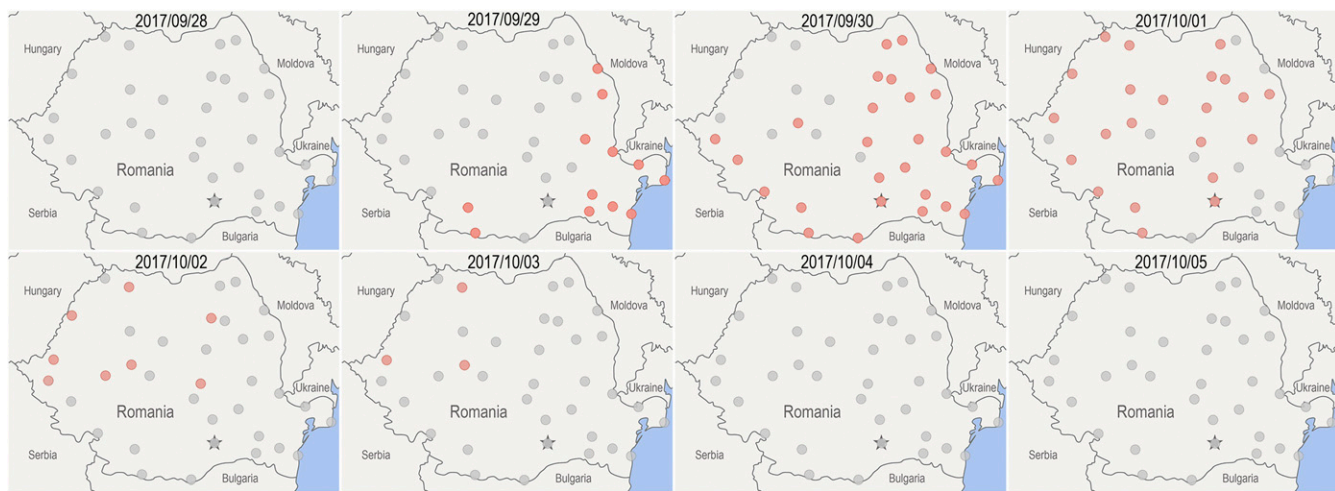 2017/09/28
Hungary
Moldova
Ukraine
Romania
Serbia
Bulgaria
2017/09/29
Hungary
Moldova
Ukraine
Romania
Serbia
Bulgaria
2017/09/30
Hungary
Moldova
Ukraine
Romania
Serbia
Bulgaria
2017/10/01
Hungary
Moldova
Ukraine
Romania
Serbia
Bulgaria
2017/10/02
Hungary
Moldova
Ukraine
Romania
Serbia
Bulgaria
2017/10/03
Hungary
Moldova
Ukraine
Romania
Serbia
Bulgaria
2017/10/04
Hungary
Moldova
Ukraine
Romania
Serbia
Bulgaria
2017/10/05
Hungary
Moldova
Ukraine
Romania
Serbia
Bulgaria